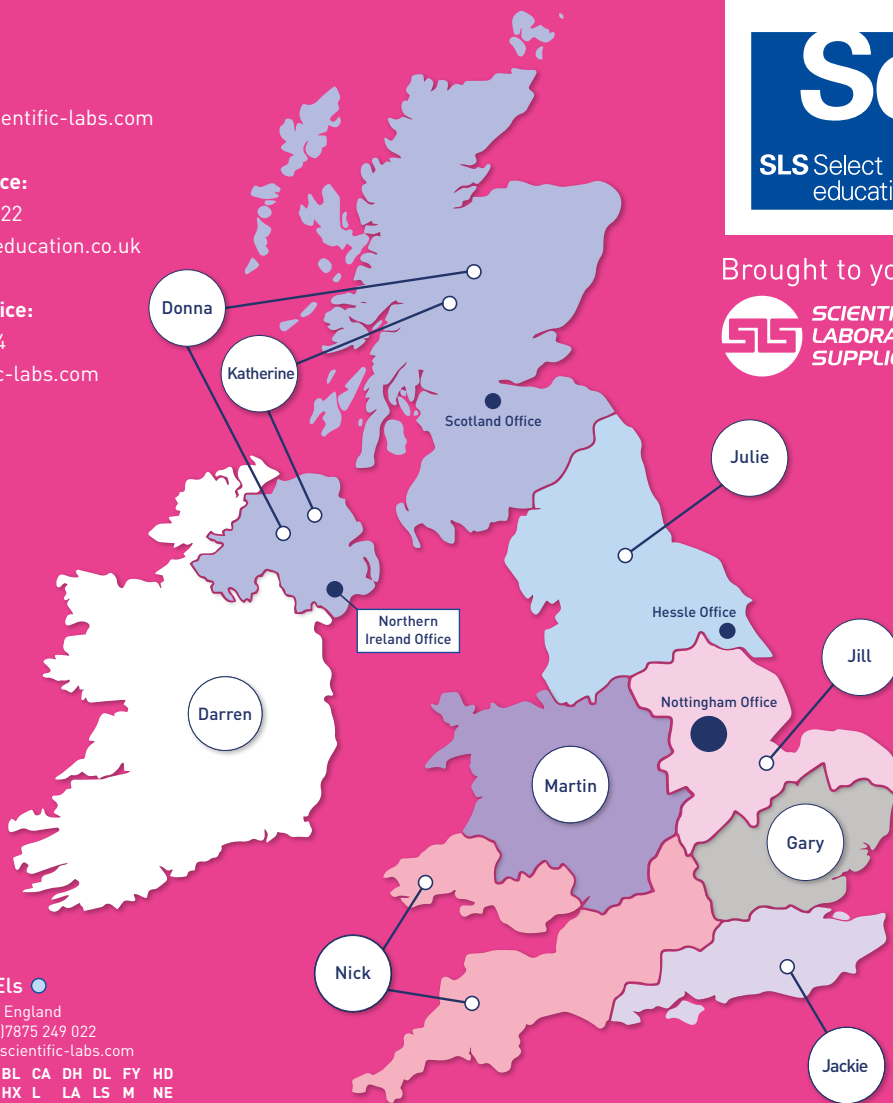 entific-labs.com
ce:
22
education.co.uk
ice:
4
c-labs.com
SLS Select
educati
Brought to yo
SLS
SCIENTIF
LABORA
SUPPLI
Donna
Katherine
Scotland Office
Julie
Northern
Ireland Office
Hessle Office
Jill
Darren
Nottingham Office
Martin
Gary
Nick
Jackie
Els
England
)7875 249 022
scientific-labs.com
BL CA DH DL FY HD
HX L LA LS M NE